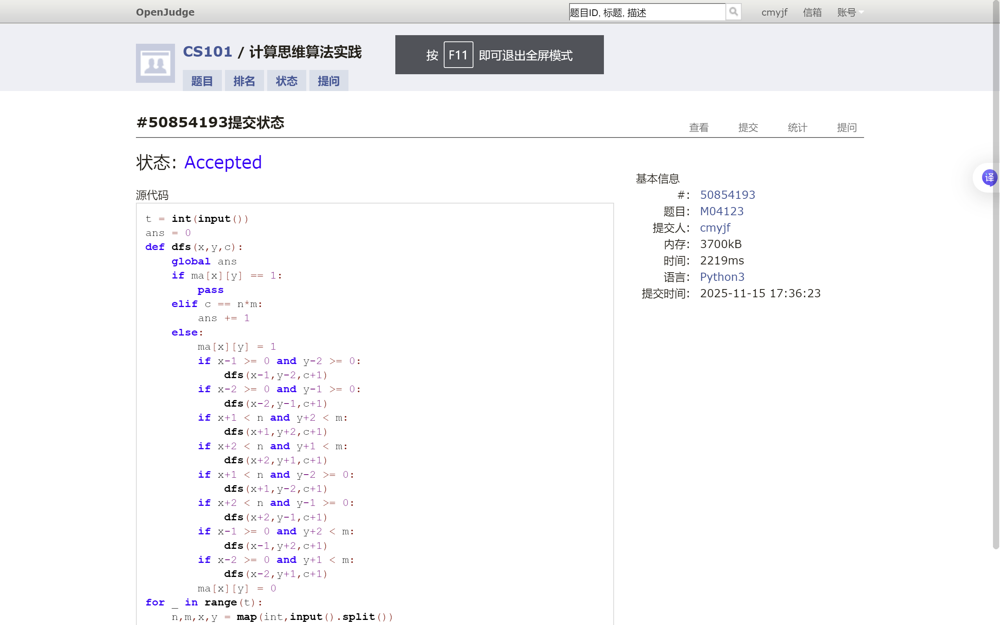 OpenJudge
题目ID, 标题, 描述
cmyjf 信箱 账号
CS101 / 计算思维算法实践
按 F11 即可退出全屏模式
题目 排名 状态 提问
#50854193提交状态
查看 提交 统计 提问
状态: Accepted
译
源代码
t = int(input())
ans = 0
def dfs(x,y,c):
    global ans
    if ma[x][y] == 1:
        pass
    elif c == n*m:
        ans += 1
    else:
        ma[x][y] = 1
        if x-1 >= 0 and y-2 >= 0:
            dfs(x-1,y-2,c+1)
        if x-2 >= 0 and y-1 >= 0:
            dfs(x-2,y-1,c+1)
        if x+1 < n and y+2 < m:
            dfs(x+1,y+2,c+1)
        if x+2 < n and y+1 < m:
            dfs(x+2,y+1,c+1)
        if x+1 < n and y-2 >= 0:
            dfs(x+1,y-2,c+1)
        if x+2 < n and y-1 >= 0:
            dfs(x+2,y-1,c+1)
        if x-1 >= 0 and y+2 < m:
            dfs(x-1,y+2,c+1)
        if x-2 >= 0 and y+1 < m:
            dfs(x-2,y+1,c+1)
        ma[x][y] = 0
for _ in range(t):
    n,m,x,y = map(int,input().split())
基本信息
#: 50854193
题目: M04123
提交人: cmyjf
内存: 3700kB
时间: 2219ms
语言: Python3
提交时间: 2025-11-15 17:36:23